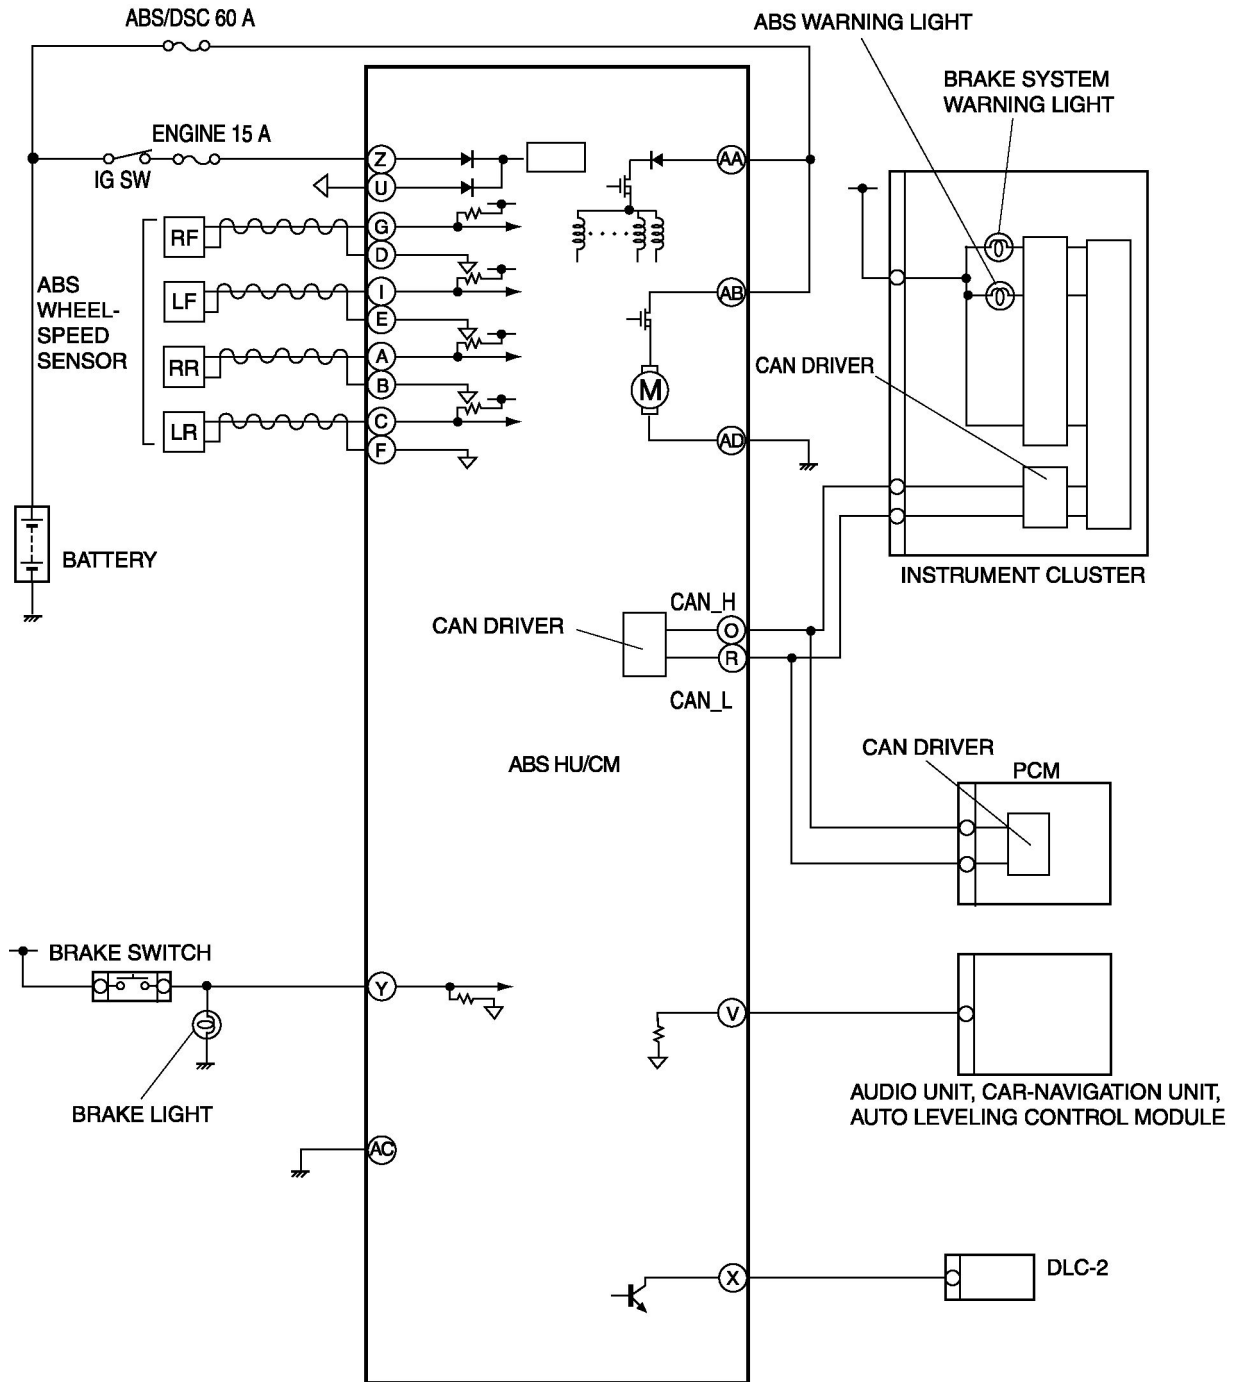 ABS/DSC 60 A
ABS WARNING LIGHT
BRAKE SYSTEM
WARNING LIGHT
ENGINE 15 A
IG SW
Z
U
AA
RF
G
D
ABS
WHEEL-
SPEED
SENSOR
LF
I
E
AB
RR
A
B
M
CAN DRIVER
LR
C
F
AD
BATTERY
INSTRUMENT CLUSTER
CAN_H
CAN DRIVER
O
R
CAN_L
ABS HU/CM
CAN DRIVER
PCM
BRAKE SWITCH
Y
V
BRAKE LIGHT
AUDIO UNIT, CAR-NAVIGATION UNIT,
AUTO LEVELING CONTROL MODULE
AC
X
DLC-2